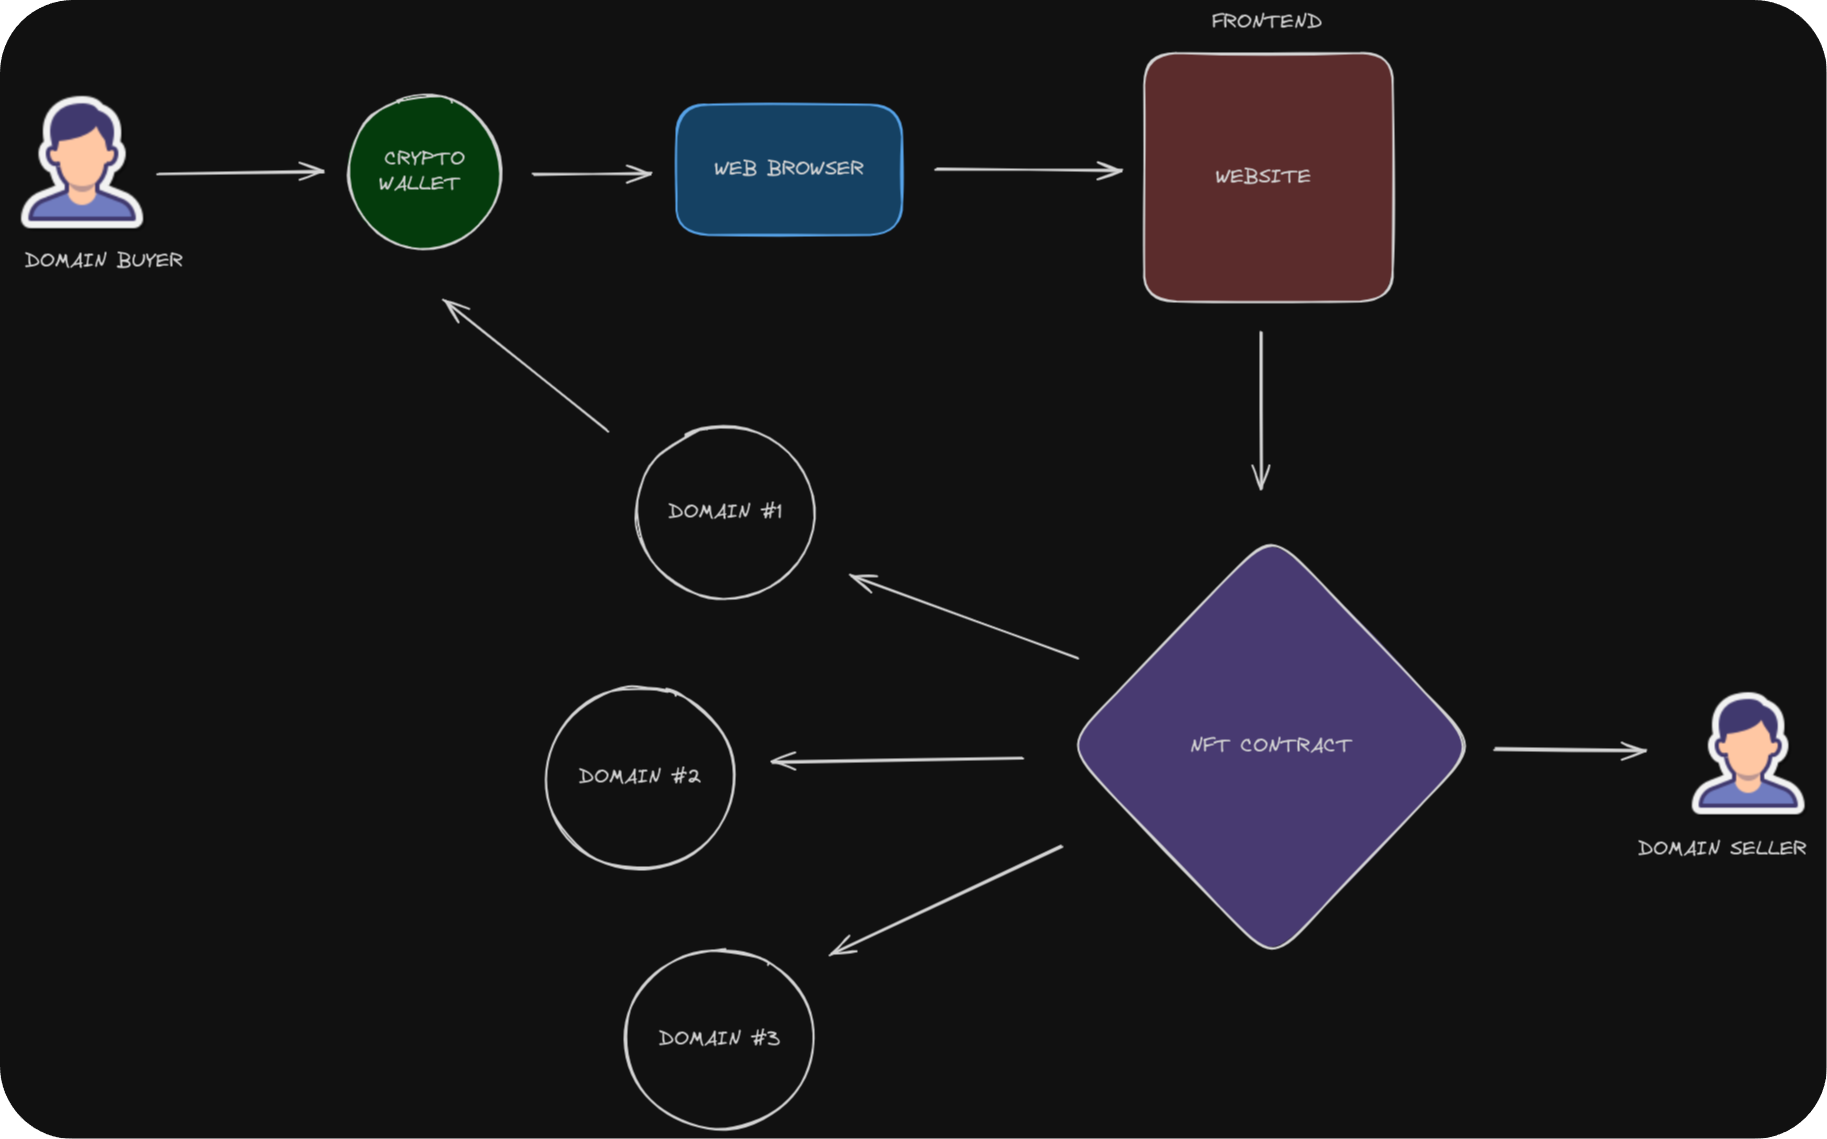 FRONTEND
CRYPTO
WALLET
WEB BROWSER
WEBSITE
DOMAIN BUYER
DOMAIN #1
NFT CONTRACT
DOMAIN #2
DOMAIN SELLER
DOMAIN #3